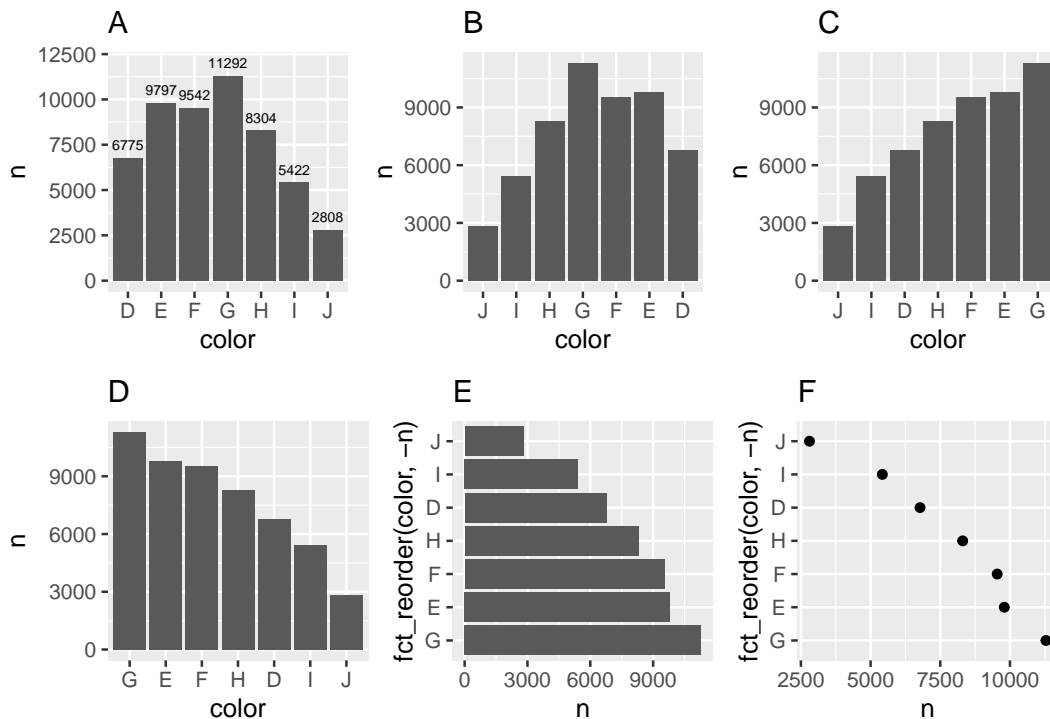 A
12500
10000
7500
5000
2500
0
n
6775
9797
9542
11292
8304
5422
2808
D E F G H I J
color
B
9000
6000
3000
0
n
J I H G F E D
color
C
9000
6000
3000
0
n
J I D H F E G
color
D
9000
6000
3000
0
n
G E F H D I J
color
E
fct_reorder(color, −n)
J
I
D
H
F
E
G
0 3000 6000 9000
n
F
fct_reorder(color, −n)
J
I
D
H
F
E
G
2500 5000 7500 10000
n